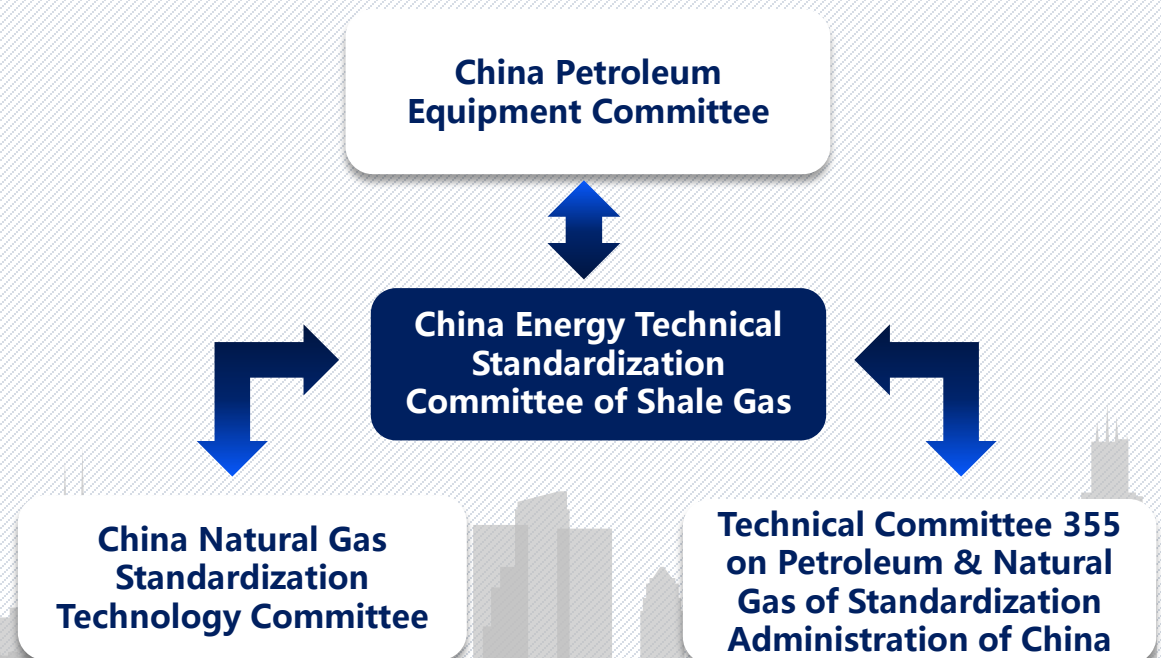 China Petroleum
Equipment Committee
China Energy Technical
Standardization
Committee of Shale Gas
China Natural Gas
Standardization
Technology Committee
Technical Committee 355
on Petroleum & Natural
Gas of Standardization
Administration of China